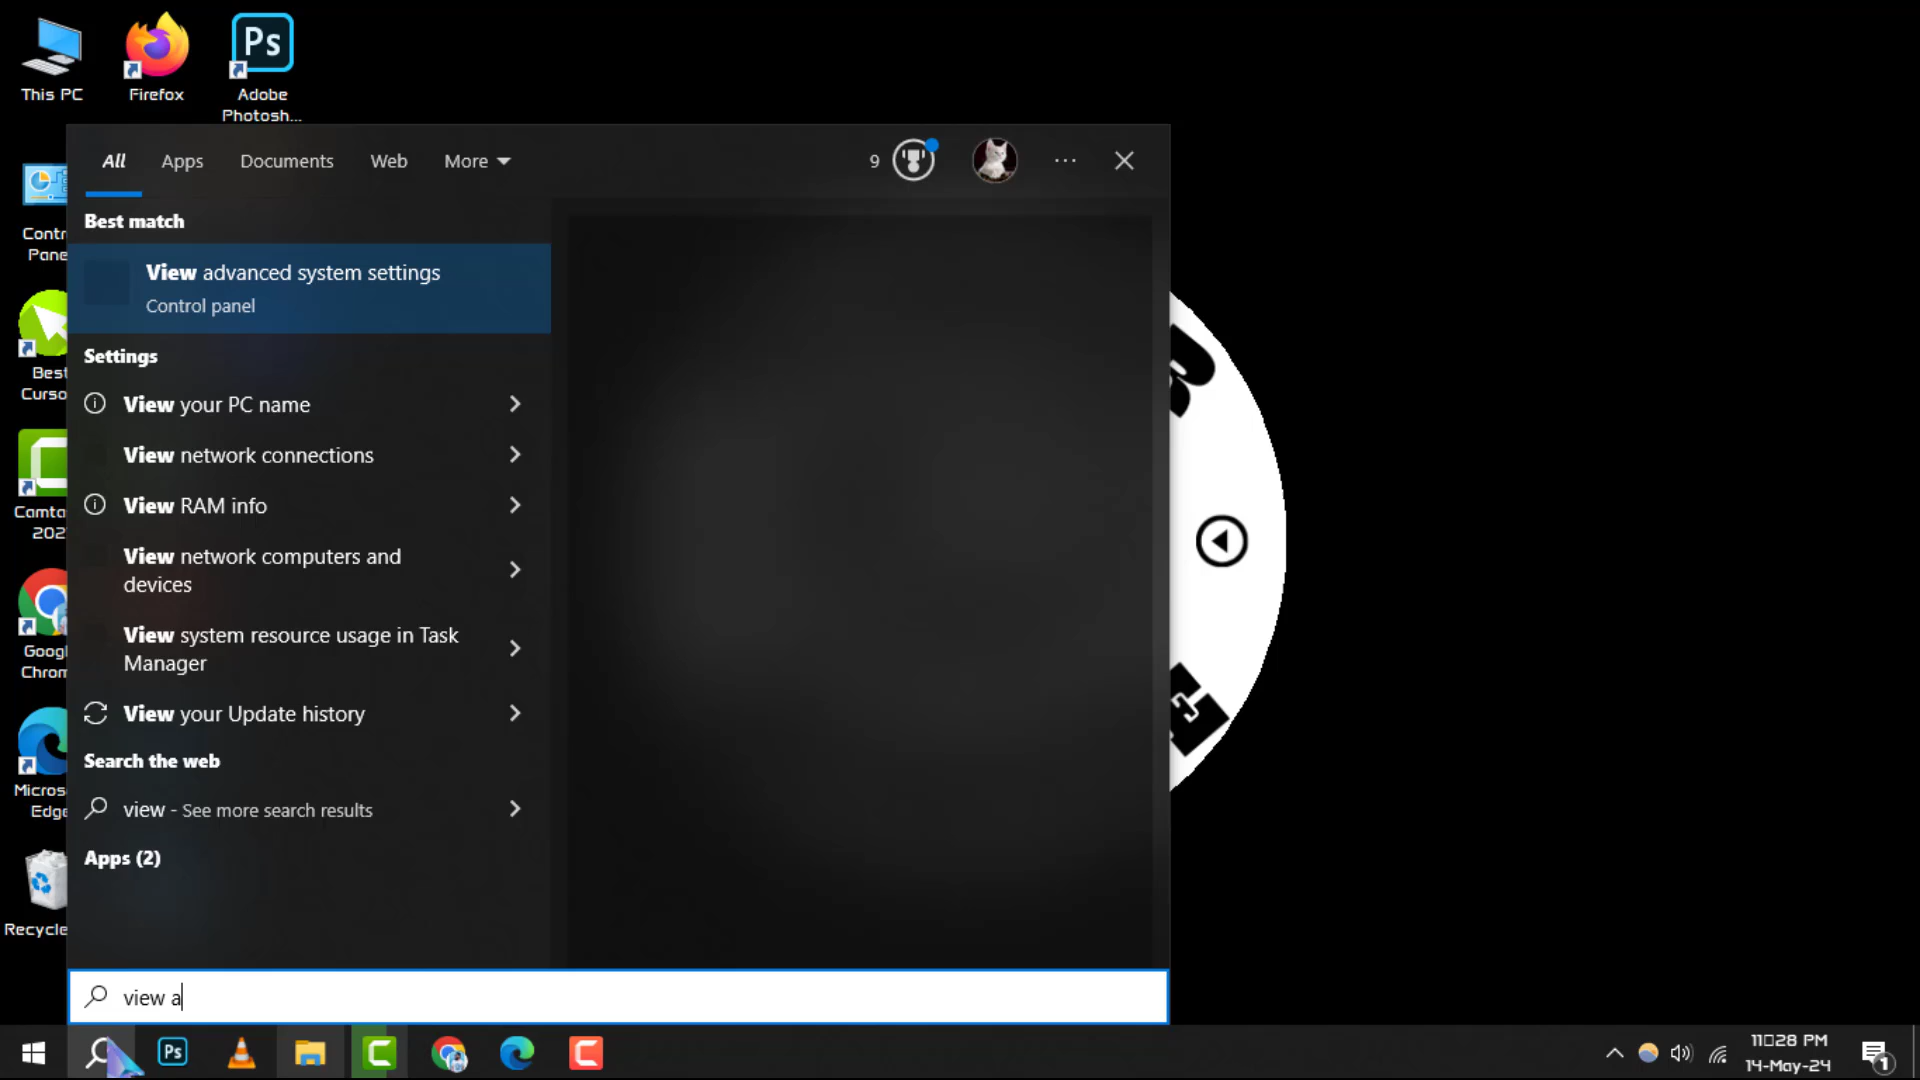 This PC
Firefox
Adobe
Photosh...
Ps
All
Apps
Documents
Web
More
9
Best match
View advanced system settings
Control panel
Settings
View your PC name
View network connections
View RAM info
View network computers and
devices
View system resource usage in Task
Manager
View your Update history
Search the web
view - See more search results
Apps (2)
view a
Contr
Pane
Best
Curso
Camta
202
Googl
Chrom
Micros
Edge
Recycle
Ps
11:28 PM
14-May-24
1